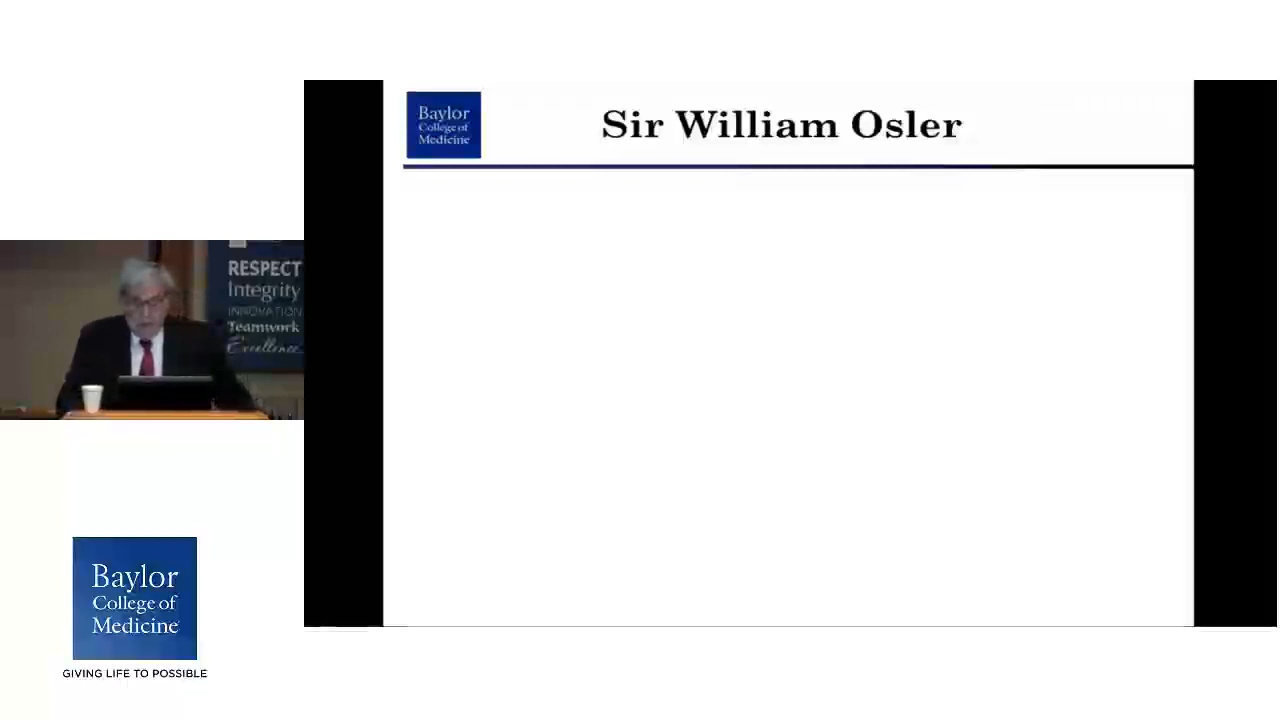 Baylor
College of
Medicine
Sir William Osler
RESPECT
Integrity
INNOVATION
Teamwork
Excellence
Baylor
College of
Medicine
GIVING LIFE TO POSSIBLE